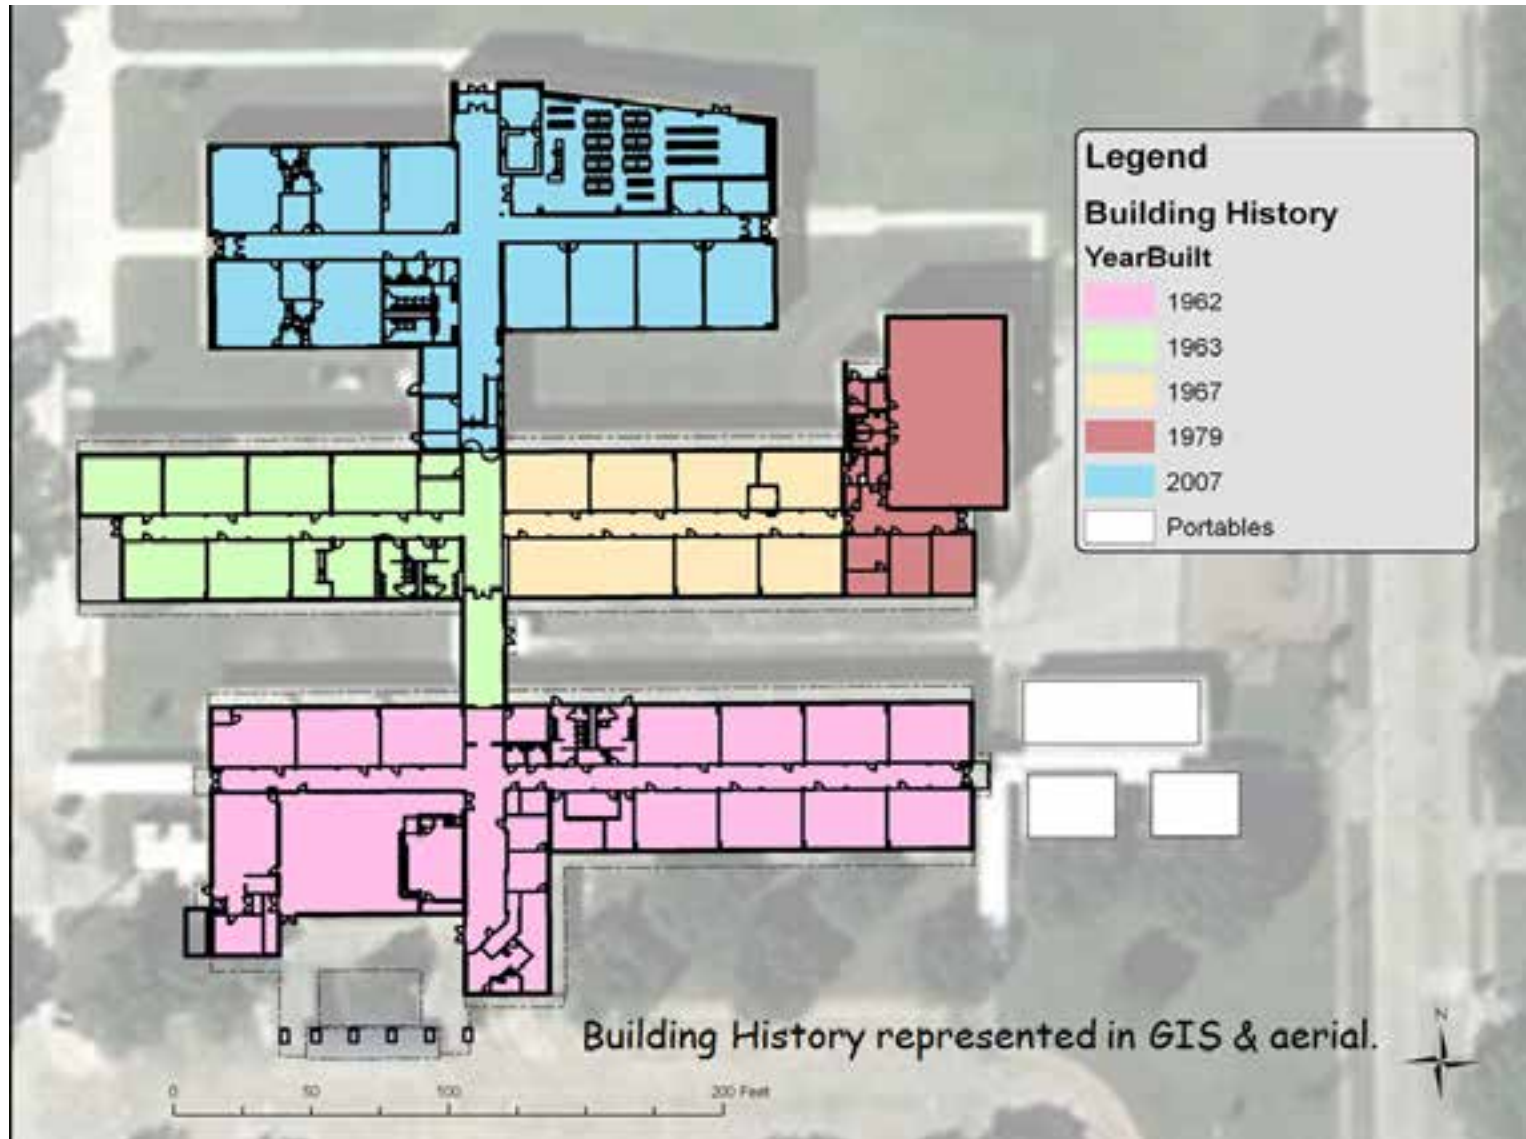 Legend
Building History
YearBuilt
1962
1963
1967
1979
2007
Portables
Building History represented in GIS & aerial.
N
0 50 100 200 Feet